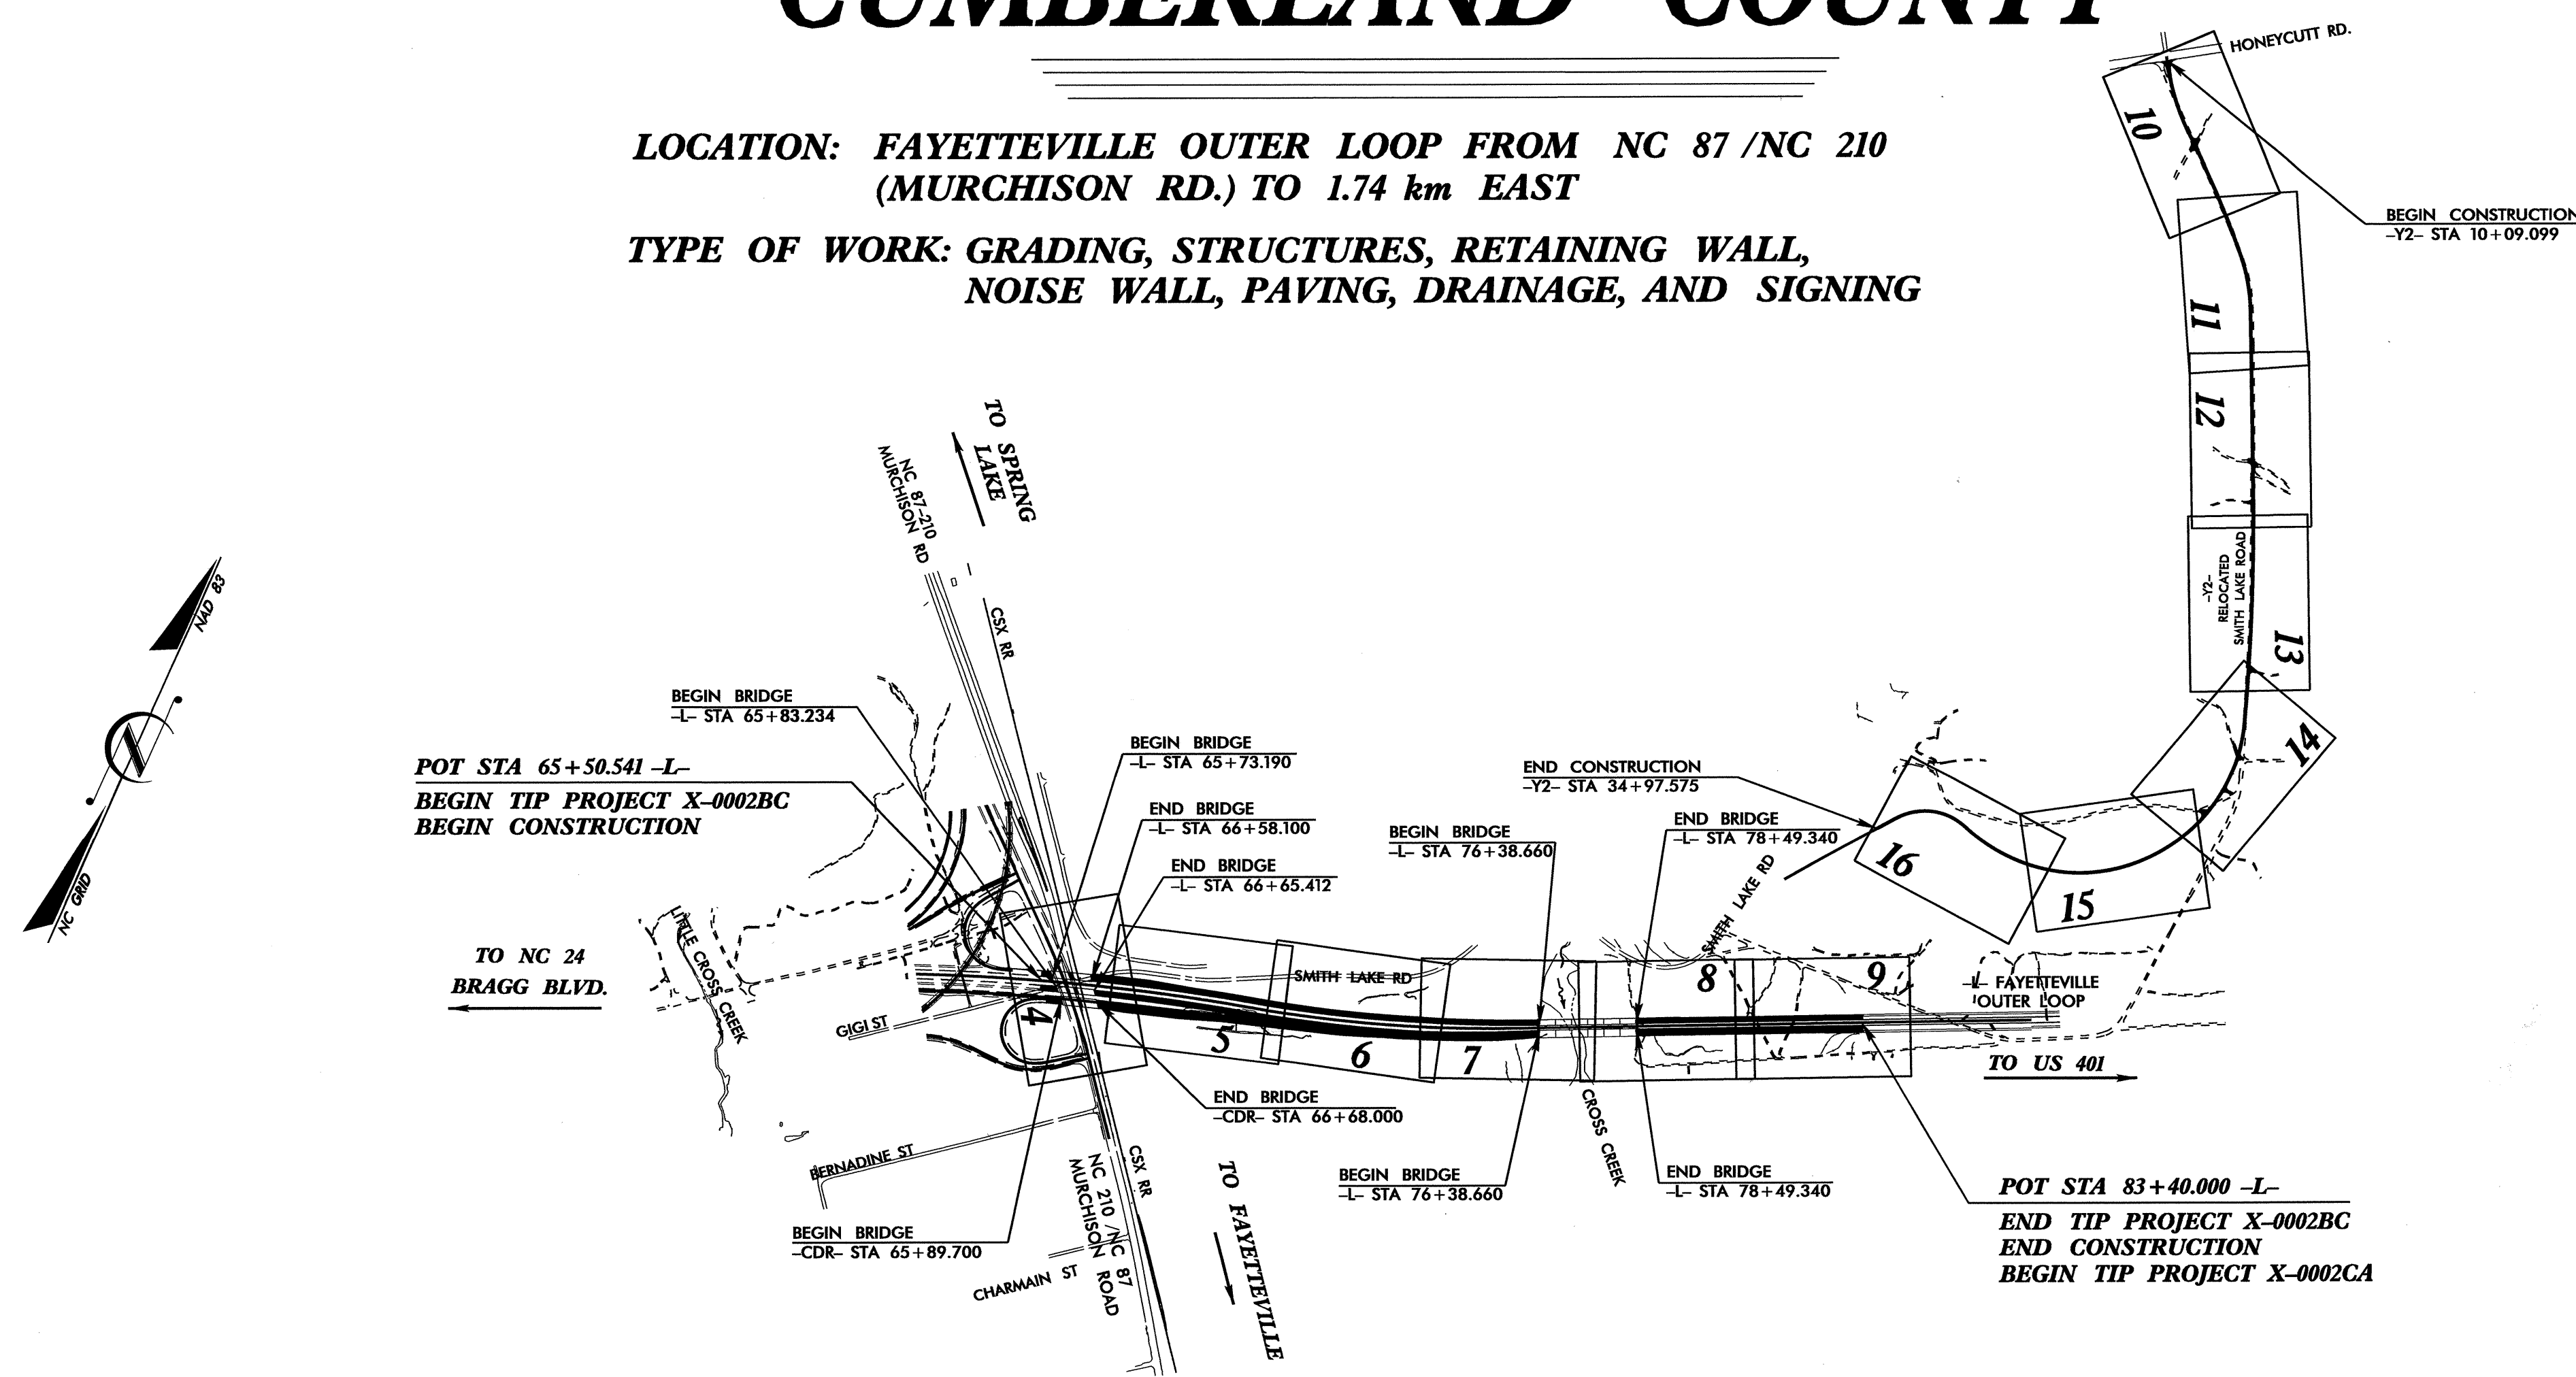 CUMBERLAND COUNTY
LOCATION: FAYETTEVILLE OUTER LOOP FROM NC 87 /NC 210
(MURCHISON RD.) TO 1.74 km EAST
TYPE OF WORK: GRADING, STRUCTURES, RETAINING WALL,
NOISE WALL, PAVING, DRAINAGE, AND SIGNING
HONEYCUTT RD.
10
BEGIN CONSTRUCTION
-Y2- STA 10+09.099
11
12
-Y2-
RELOCATED
SMITH LAKE ROAD
13
14
15
16
TO SPRING
LAKE
NC 87-210
MURCHISON RD
CSX RR
NAD 83
N
NC GRID
BEGIN BRIDGE
-L- STA 65+83.234
POT STA 65+50.541 -L-
BEGIN TIP PROJECT X-0002BC
BEGIN CONSTRUCTION
BEGIN BRIDGE
-L- STA 65+73.190
END BRIDGE
-L- STA 66+58.100
END BRIDGE
-L- STA 66+65.412
BEGIN BRIDGE
-L- STA 76+38.660
END CONSTRUCTION
-Y2- STA 34+97.575
END BRIDGE
-L- STA 78+49.340
SMITH LAKE RD
TO NC 24
BRAGG BLVD.
LITTLE CROSS CREEK
GIGI ST
4
5
SMITH LAKE RD
6
7
8
9
-L- FAYETTEVILLE
OUTER LOOP
TO US 401
END BRIDGE
-CDR- STA 66+68.000
BERNADINE ST
CROSS CREEK
BEGIN BRIDGE
-L- STA 76+38.660
END BRIDGE
-L- STA 78+49.340
BEGIN BRIDGE
-CDR- STA 65+89.700
CHARMAIN ST
NC 210 /NC 87
MURCHISON ROAD
CSX RR
TO FAYETTEVILLE
POT STA 83+40.000 -L-
END TIP PROJECT X-0002BC
END CONSTRUCTION
BEGIN TIP PROJECT X-0002CA